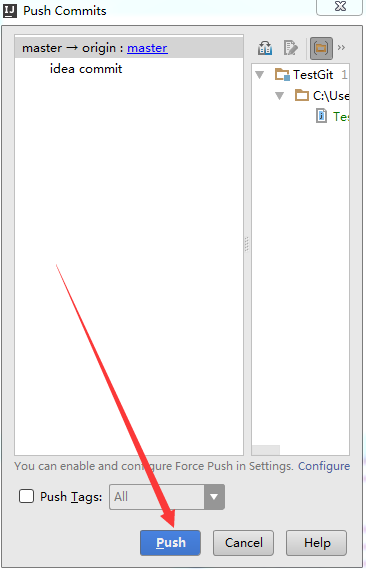 IJ Push Commits
master → origin : master
idea commit
TestGit 1
C:\Use
Tes
You can enable and configure Force Push in Settings. Configure
Push Tags: All
Push Cancel Help